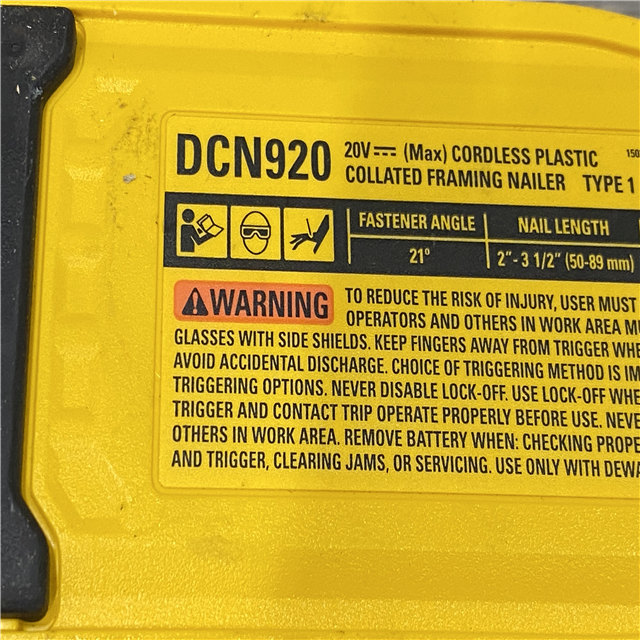 DCN920 20V (Max) CORDLESS PLASTIC 150
COLLATED FRAMING NAILER TYPE 1
FASTENER ANGLE NAIL LENGTH
21° 2"- 3 1/2" (50-89 mm)
WARNING TO REDUCE THE RISK OF INJURY, USER MUST
OPERATORS AND OTHERS IN WORK AREA
GLASSES WITH SIDE SHIELDS. KEEP FINGERS AWAY FROM TRIGGER WHE
AVOID ACCIDENTAL DISCHARGE. CHOICE OF TRIGGERING METHOD IS IM
TRIGGERING OPTIONS. NEVER DISABLE LOCK-OFF. USE LOCK-OFF WHE
TRIGGER AND CONTACT TRIP OPERATE PROPERLY BEFORE USE. NEVE
OTHERS IN WORK AREA. REMOVE BATTERY WHEN: CHECKING PROPE
AND TRIGGER, CLEARING JAMS, OR SERVICING. USE ONLY WITH DEWA